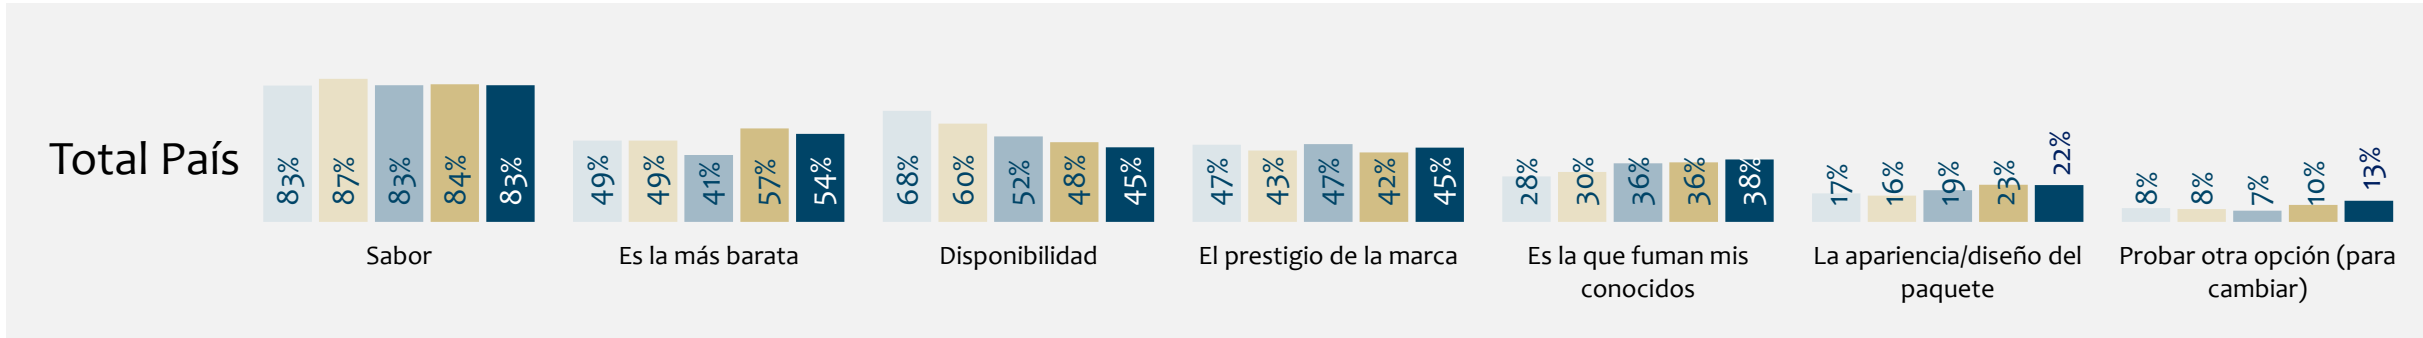 Total País
83% 87% 83% 84% 83%
49% 49% 41% 57% 54%
68% 60% 52% 48% 45%
47% 43% 47% 42% 45%
28% 30% 36% 36% 38%
17% 16% 19% 23% 22%
8% 8% 7% 10% 13%
Sabor
Es la más barata
Disponibilidad
El prestigio de la marca
Es la que fuman mis
conocidos
La apariencia/diseño del
paquete
Probar otra opción (para
cambiar)